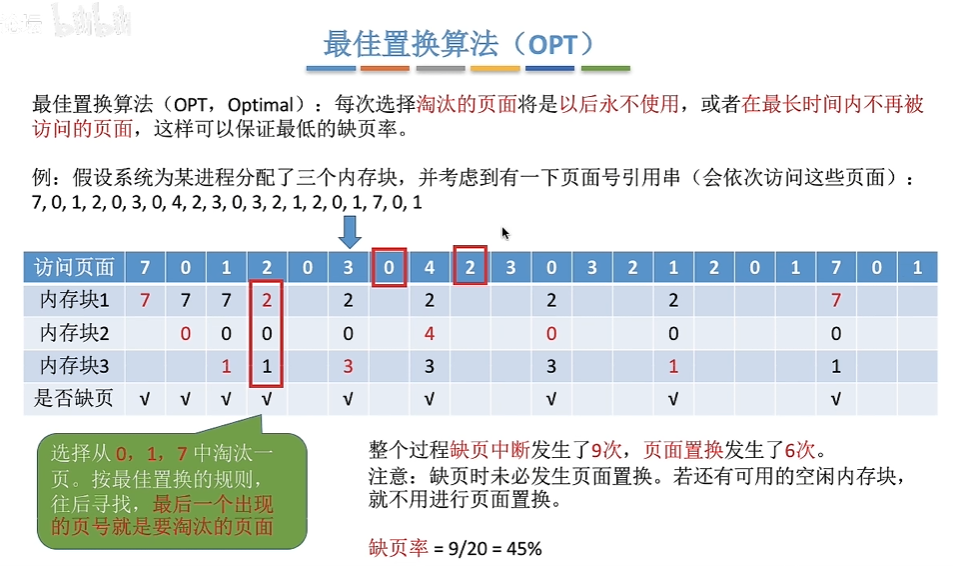 最佳置换算法（OPT）
最佳置换算法（OPT，Optimal）：每次选择淘汰的页面将是以后永不使用，或者在最长时间内不再被
访问的页面，这样可以保证最低的缺页率。
例：假设系统为某进程分配了三个内存块，并考虑到有一下页面号引用串（会依次访问这些页面）：
7, 0, 1, 2, 0, 3, 0, 4, 2, 3, 0, 3, 2, 1, 2, 0, 1, 7, 0, 1
访问页面 7 0 1 2 0 3 0 4 2 3 0 3 2 1 2 0 1 7 0 1
内存块1 7 7 7 2 2 2 2 2 7
内存块2 0 0 0 0 4 0 0 0
内存块3 1 1 3 3 3 1 1
是否缺页 √ √ √ √ √ √ √ √ √
选择从 0，1，7 中淘汰一
页。按最佳置换的规则，
往后寻找，最后一个出现
的页号就是要淘汰的页面
整个过程缺页中断发生了9次，页面置换发生了6次。
注意：缺页时未必发生页面置换。若还有可用的空闲内存块，
就不用进行页面置换。
缺页率 = 9/20 = 45%